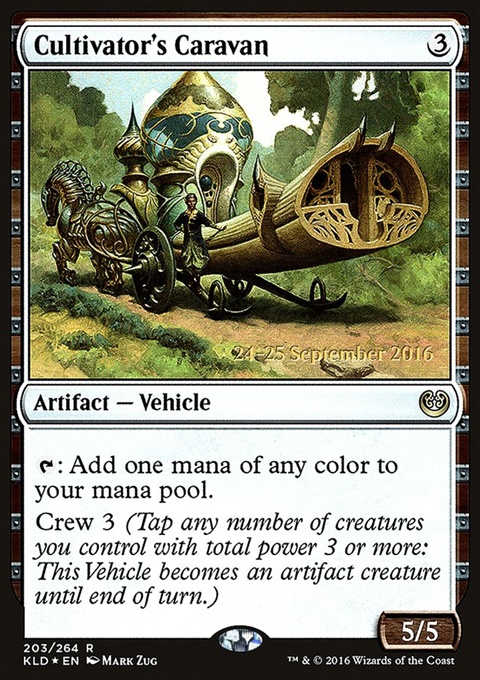 Cultivator's Caravan 3
24–25 September 2016
Artifact — Vehicle
: Add one mana of any color to
your mana pool.
Crew 3 (Tap any number of creatures
you control with total power 3 or more:
This Vehicle becomes an artifact creature
until end of turn.)
5/5
203/264 R
KLD ★ EN Mark Zug
™ & © 2016 Wizards of the Coast